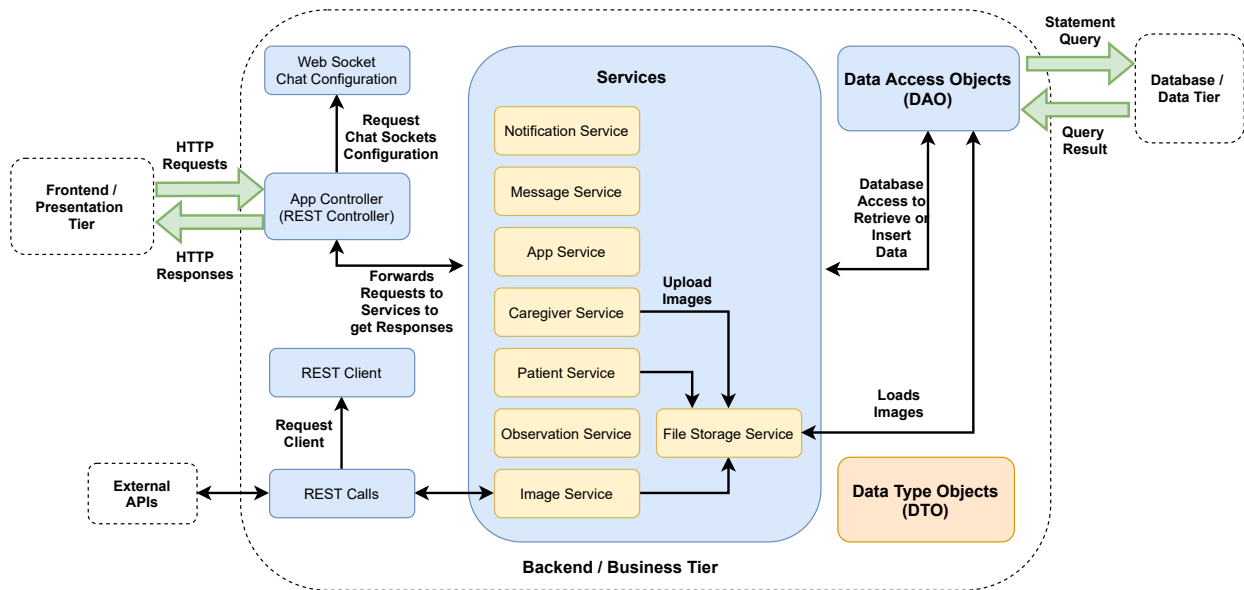 Statement
Query
Web Socket
Chat Configuration
Services
Data Access Objects
(DAO)
Database /
Data Tier
Notification Service
Request
Chat Sockets
Configuration
HTTP
Requests
Query
Result
Frontend /
Presentation
Tier
App Controller
(REST Controller)
Message Service
Database
Access to
Retrieve or
Insert
Data
HTTP
Responses
App Service
Forwards
Requests to
Services to
get Responses
Upload
Images
Caregiver Service
REST Client
Patient Service
Loads
Images
Request
Client
Observation Service
File Storage Service
External
APIs
REST Calls
Image Service
Data Type Objects
(DTO)
Backend / Business Tier